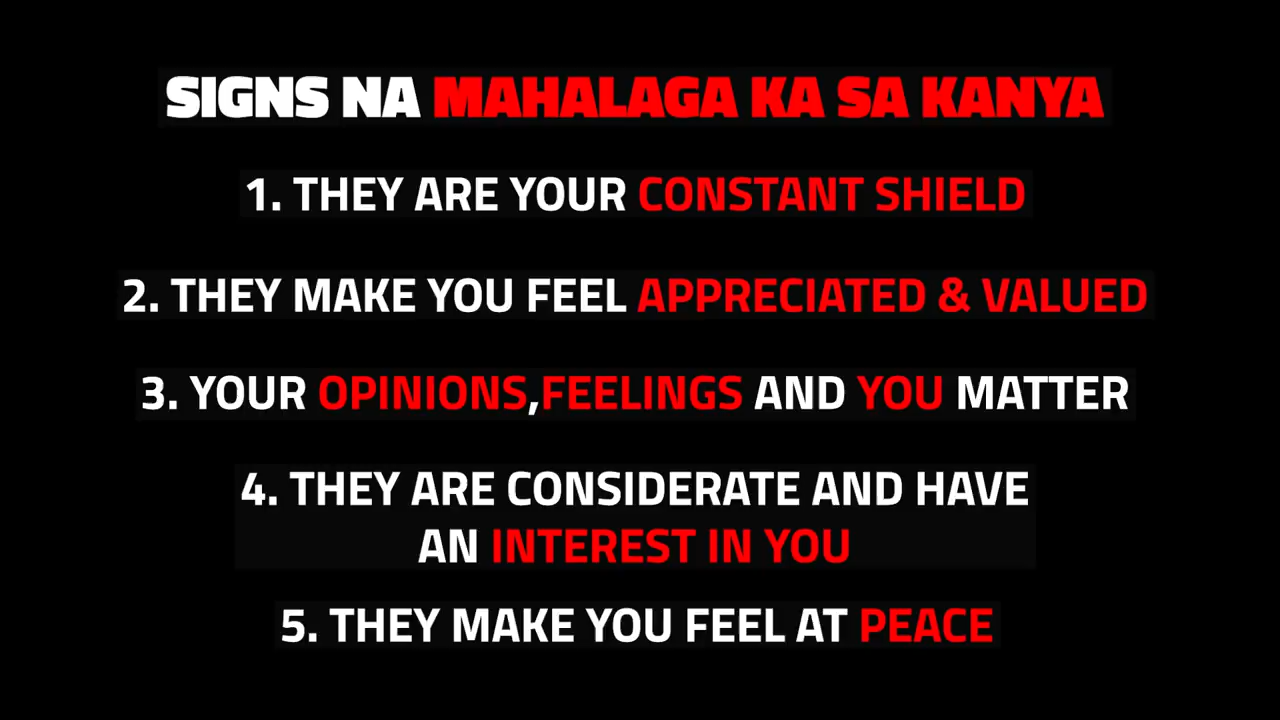 SIGNS NA MAHALAGA KA SA KANYA
1. THEY ARE YOUR CONSTANT SHIELD
2. THEY MAKE YOU FEEL APPRECIATED & VALUED
3. YOUR OPINIONS,FEELINGS AND YOU MATTER
4. THEY ARE CONSIDERATE AND HAVE
AN INTEREST IN YOU
5. THEY MAKE YOU FEEL AT PEACE